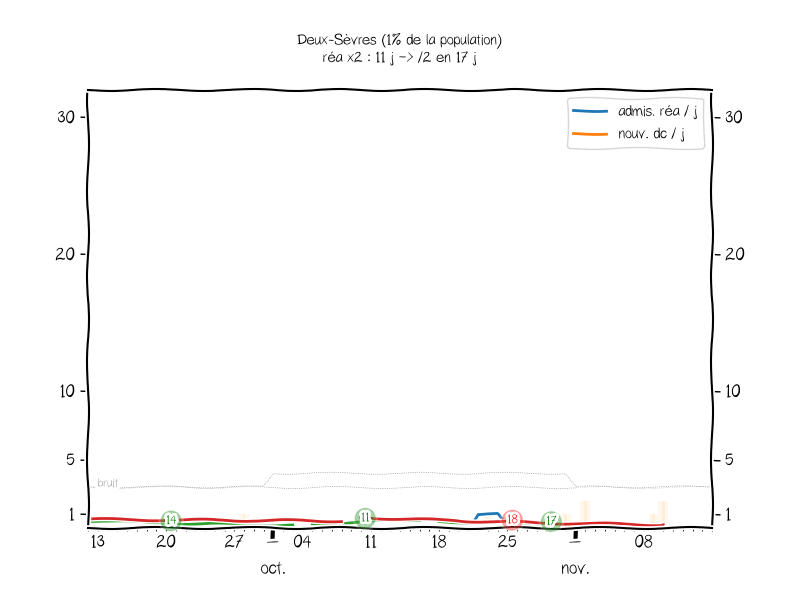 Deux-Sèvres (1% de la population)
réa x2 : 11 j -> /2 en 17 j
admis. réa / j
nouv. dc / j
30
30
20
20
10
10
5
5
bruit
1
1
14
11
18
17
13 20 27 04 11 18 25 08
oct. nov.